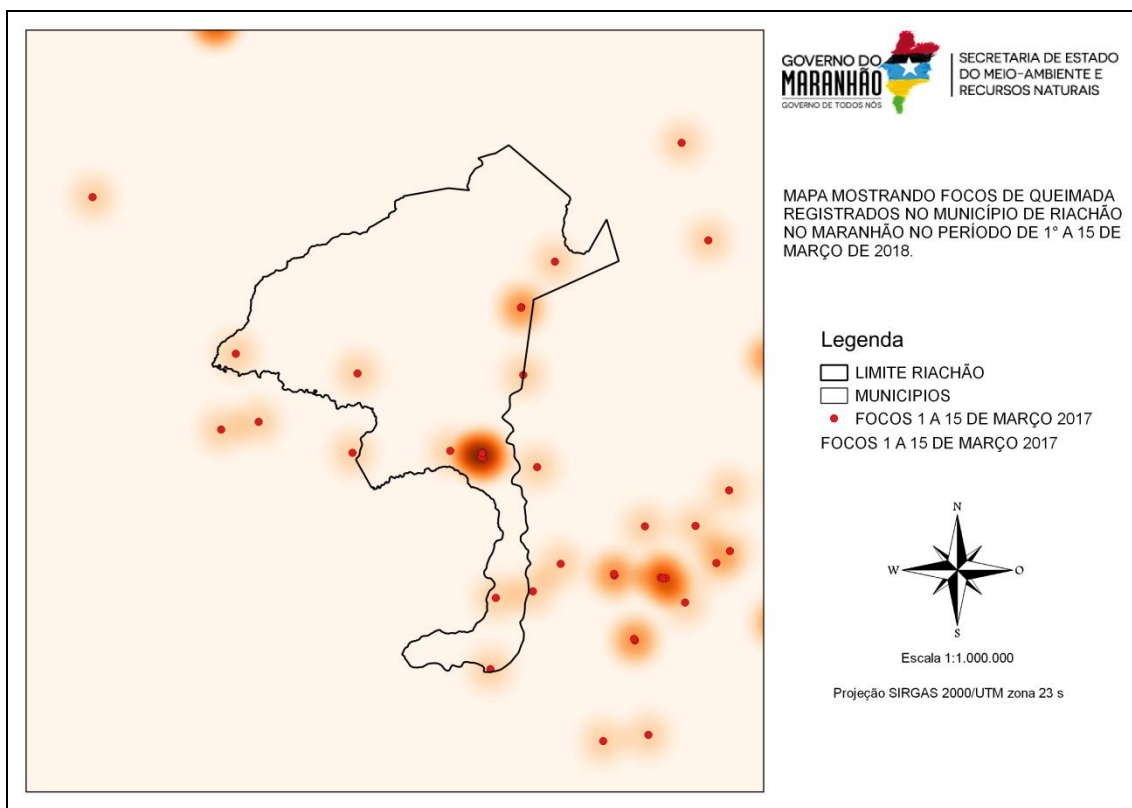 GOVERNO DO
MARANHÃO
GOVERNO DE TODOS NÓS
SECRETARIA DE ESTADO
DO MEIO-AMBIENTE E
RECURSOS NATURAIS
MAPA MOSTRANDO FOCOS DE QUEIMADA
REGISTRADOS NO MUNICÍPIO DE RIACHÃO
NO MARANHÃO NO PERÍODO DE 1° A 15 DE
MARÇO DE 2018.
Legenda
LIMITE RIACHÃO
MUNICIPIOS
FOCOS 1 A 15 DE MARÇO 2017
FOCOS 1 A 15 DE MARÇO 2017
N
W
O
S
Escala 1:1.000.000
Projeção SIRGAS 2000/UTM zona 23 s